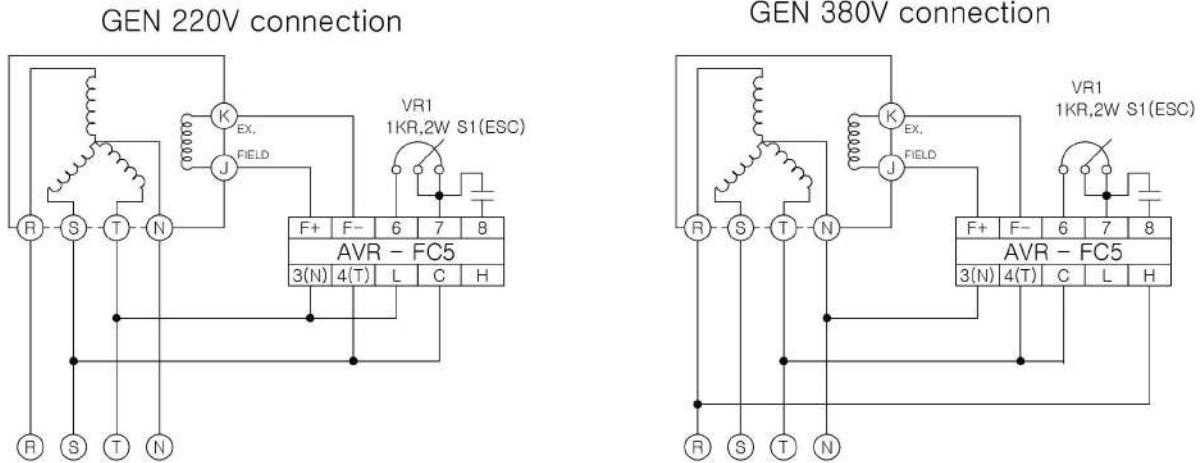 GEN 220V connection
K
EX.
J
FIELD
VR1
1KR,2W S1(ESC)
R S T N
F+ F- 6 7 8
AVR - FC5
3(N) 4(T) L C H
R S T N
GEN 380V connection
K
EX.
J
FIELD
VR1
1KR,2W S1(ESC)
R S T N
F+ F- 6 7 8
AVR - FC5
3(N) 4(T) C L H
R S T N